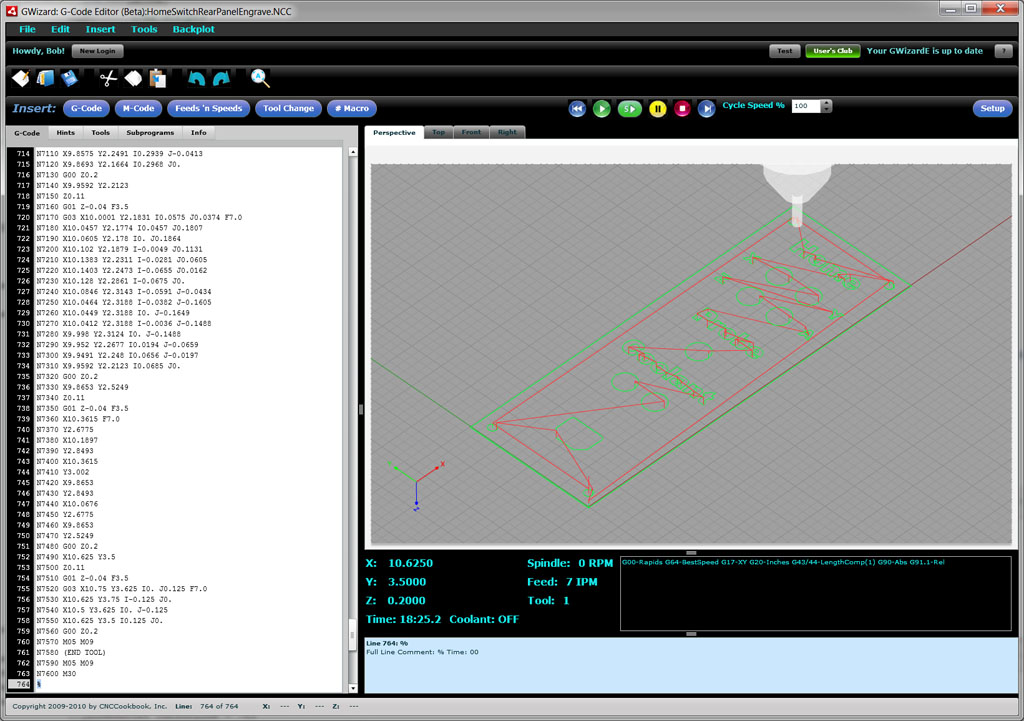 GWizard: G-Code Editor (Beta):HomeSwitchRearPanelEngrave.NCC
File Edit Insert Tools Backplot
Howdy, Bob! New Login Test User's Club Your GWizardE is up to date ?
Insert: G-Code M-Code Feeds 'n Speeds Tool Change # Macro Cycle Speed % 100 Setup
G-Code Hints Tools Subprograms Info
Perspective Top Front Right
714 N7110 X9.8575 Y2.2491 I0.2939 J-0.0413
715 N7120 X9.8693 Y2.1664 I0.2968 J0.
716 N7130 G00 Z0.2
717 N7140 X9.9592 Y2.2123
718 N7150 Z0.11
719 N7160 G01 Z-0.04 F3.5
720 N7170 G03 X10.0001 Y2.1831 I0.0575 J0.0374 F7.0
721 N7180 X10.0457 Y2.1774 I0.0457 J0.1807
722 N7190 X10.0605 Y2.178 I0. J0.1864
723 N7200 X10.102 Y2.1879 I-0.0049 J0.1131
724 N7210 X10.1383 Y2.2311 I-0.0281 J0.0605
725 N7220 X10.1403 Y2.2473 I-0.0655 J0.0162
726 N7230 X10.128 Y2.2861 I-0.0675 J0.
727 N7240 X10.0846 Y2.3143 I-0.0591 J-0.0434
728 N7250 X10.0464 Y2.3188 I-0.0382 J-0.1605
729 N7260 X10.0449 Y2.3188 I0. J-0.1649
730 N7270 X10.0412 Y2.3188 I-0.0036 J-0.1488
731 N7280 X9.998 Y2.3124 I0. J-0.1488
732 N7290 X9.952 Y2.2677 I0.0194 J-0.0659
733 N7300 X9.9491 Y2.248 I0.0656 J-0.0197
734 N7310 X9.9592 Y2.2123 I0.0685 J0.
735 N7320 G00 Z0.2
736 N7330 X9.8653 Y2.5249
737 N7340 Z0.11
738 N7350 G01 Z-0.04 F3.5
739 N7360 X10.3615 F7.0
740 N7370 Y2.6775
741 N7380 X10.1897
742 N7390 Y2.8493
743 N7400 X10.3615
744 N7410 Y3.002
745 N7420 X9.8653
746 N7430 Y2.8493
747 N7440 X10.0676
748 N7450 Y2.6775
749 N7460 X9.8653
750 N7470 Y2.5249
751 N7480 G00 Z0.2
752 N7490 X10.625 Y3.5
753 N7500 Z0.11
754 N7510 G01 Z-0.04 F3.5
755 N7520 G03 X10.75 Y3.625 I0. J0.125 F7.0
756 N7530 X10.625 Y3.75 I-0.125 J0.
757 N7540 X10.5 Y3.625 I0. J-0.125
758 N7550 X10.625 Y3.5 I0.125 J0.
759 N7560 G00 Z0.2
760 N7570 M05 M09
761 N7580 (END TOOL)
762 N7590 M05 M09
763 N7600 M30
764 %
X
X: 10.6250 Spindle: 0 RPM
Y: 3.5000 Feed: 7 IPM
Z: 0.2000 Tool: 1
Time: 18:25.2 Coolant: OFF
G00-Rapids G64-BestSpeed G17-XY G20-Inches G43/44-LengthComp(1) G90-Abs G91.1-Rel
Line 764: %
Full Line Comment: % Time: 00
Copyright 2009-2010 by CNCCookbook, Inc. Line: 764 of 764 X: --- Y: --- Z: ---